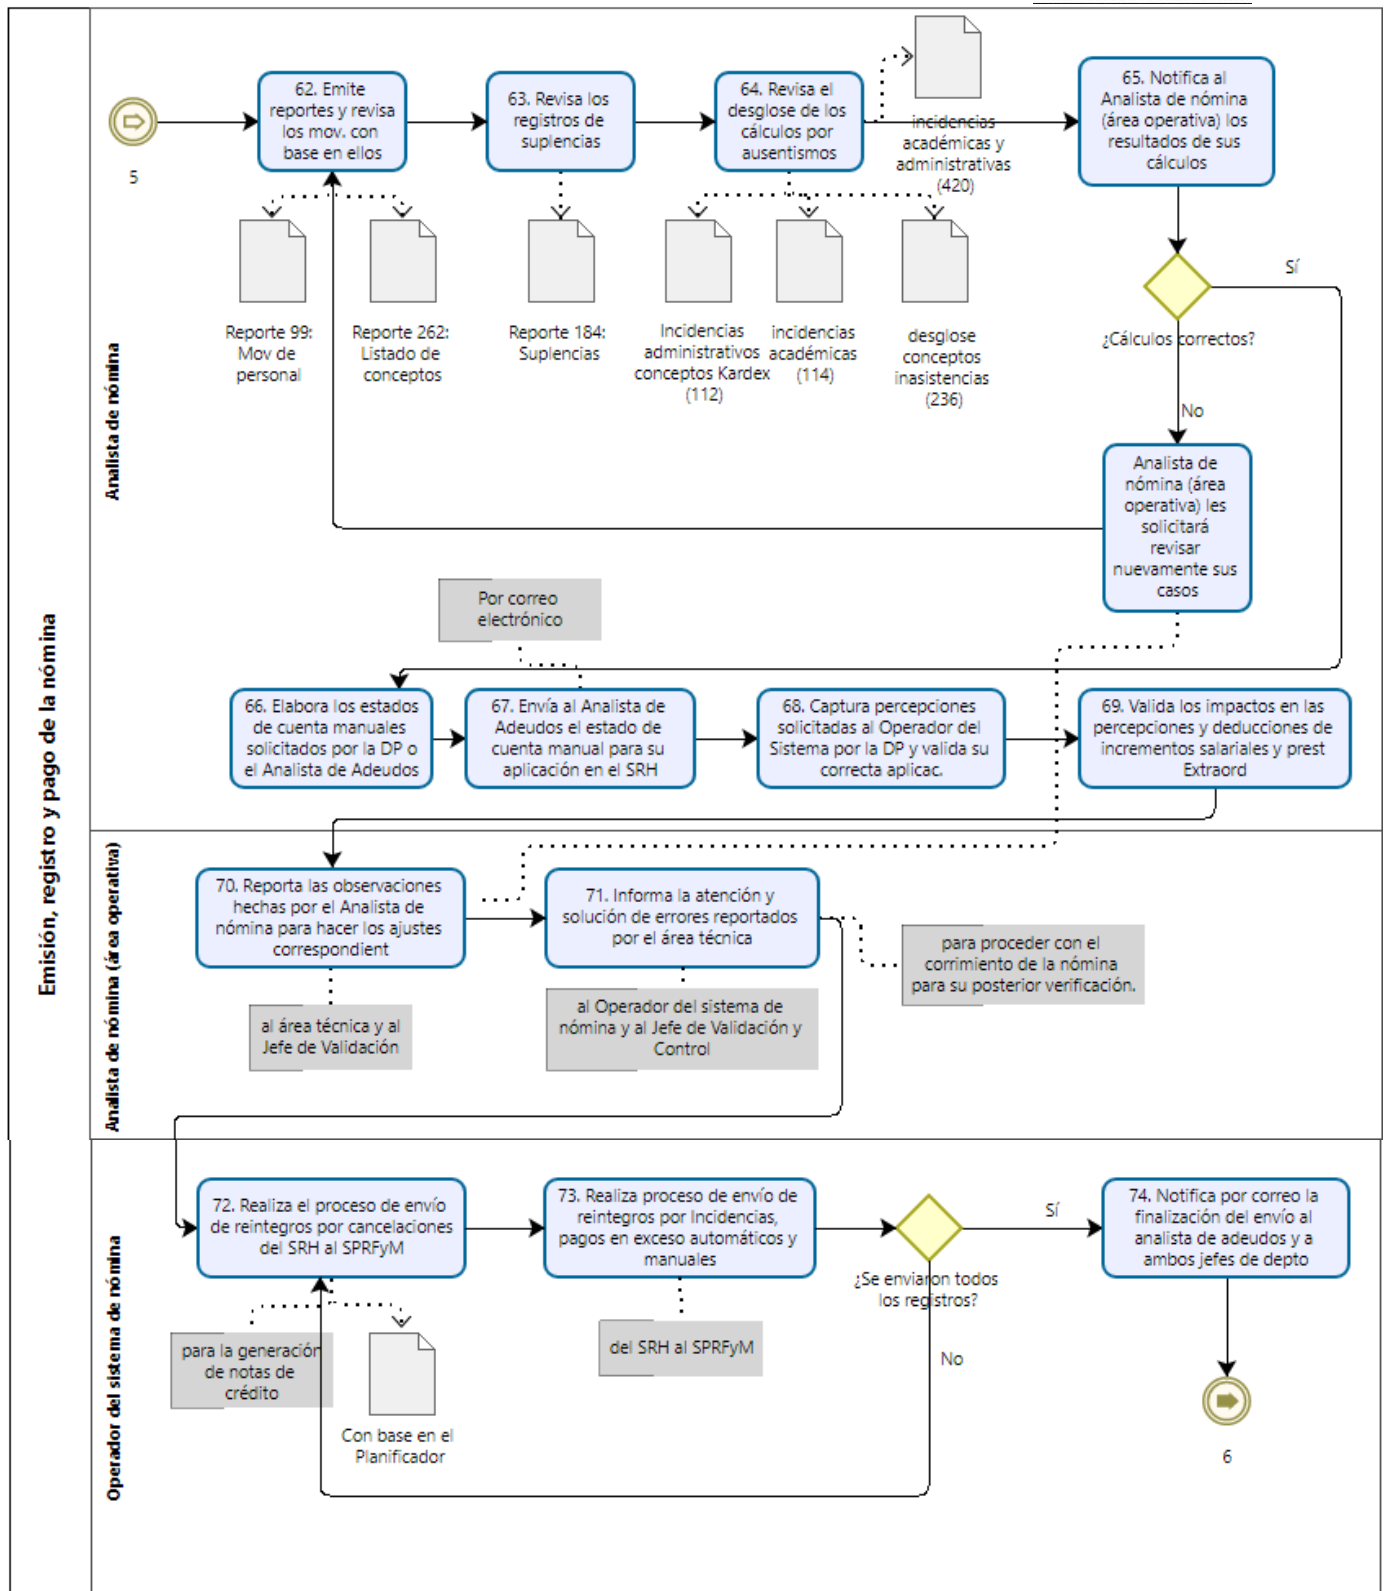 Emisión, registro y pago de la nómina
Analista de nómina
5
62. Emite
reportes y revisa
los mov. con
base en ellos
63. Revisa los
registros de
suplencias
64. Revisa el
desglose de los
cálculos por
ausentismos
incidencias
académicas y
administrativas
(420)
65. Notifica al
Analista de nómina
(área operativa) los
resultados de sus
cálculos
Reporte 99:
Mov de
personal
Reporte 262:
Listado de
conceptos
Reporte 184:
Suplencias
Incidencias
administrativos
conceptos Kardex
(112)
incidencias
académicas
(114)
desglose
conceptos
inasistencias
(236)
Sí
¿Cálculos correctos?
No
Analista de
nómina (área
operativa) les
solicitará
revisar
nuevamente sus
casos
Por correo
electrónico
66. Elabora los estados
de cuenta manuales
solicitados por la DP o
el Analista de Adeudos
67. Envía al Analista de
Adeudos el estado de
cuenta manual para su
aplicación en el SRH
68. Captura percepciones
solicitadas al Operador del
Sistema por la DP y valida su
correcta aplicac.
69. Valida los impactos en las
percepciones y deducciones de
incrementos salariales y prest
Extraord
Analista de nómina (área operativa)
70. Reporta las observaciones
hechas por el Analista de
nómina para hacer los ajustes
correspondient
71. Informa la atención y
solución de errores reportados
por el área técnica
para proceder con el
corrimiento de la nómina
para su posterior verificación.
al área técnica y al
Jefe de Validación
al Operador del sistema de
nómina y al Jefe de Validación y
Control
Operador del sistema de nómina
72. Realiza el proceso de envío
de reintegros por cancelaciones
del SRH al SPRFyM
73. Realiza proceso de envío de
reintegros por Incidencias,
pagos en exceso automáticos y
manuales
Sí
¿Se enviaron todos
los registros?
74. Notifica por correo la
finalización del envío al
analista de adeudos y a
ambos jefes de depto
para la generación
de notas de
crédito
Con base en el
Planificador
del SRH al SPRFyM
No
6